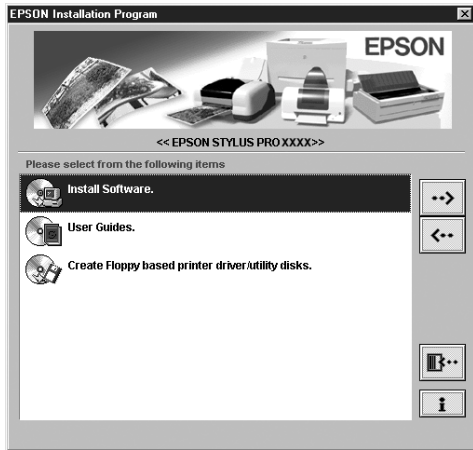 EPSON Installation Program
EPSON
<< EPSON STYLUS PRO XXXX>>
Please select from the following items
Install Software.
User Guides.
Create Floppy based printer driver/utility disks.